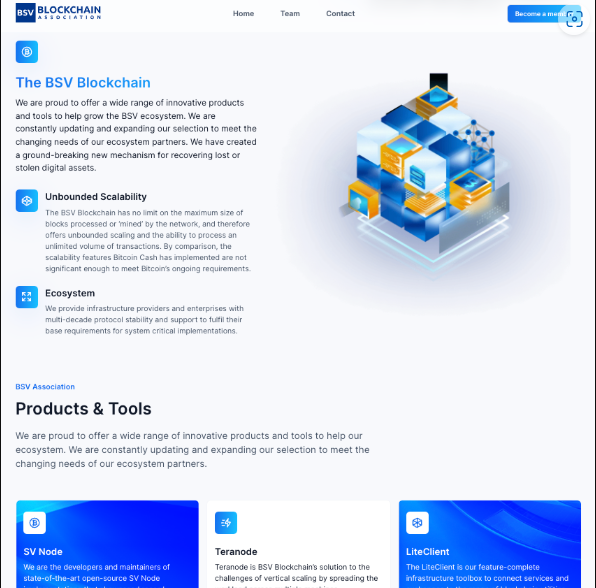 BSV BLOCKCHAIN
ASSOCIATION
Home Team Contact
The BSV Blockchain
We are proud to offer a wide range of innovative products
and tools to help grow the BSV ecosystem. We are
constantly updating and expanding our selection to meet the
changing needs of our ecosystem partners. We have created
a ground-breaking new mechanism for recovering lost or
stolen digital assets.
Unbounded Scalability
The BSV Blockchain has no limit on the maximum size of
blocks processed or 'mined' by the network, and therefore
offers unbounded scaling and the ability to process an
unlimited volume of transactions. By comparison, the
scalability features Bitcoin Cash has implemented are not
significant enough to meet Bitcoin's ongoing requirements.
Ecosystem
We provide infrastructure providers and enterprises with
multi-decade protocol stability and support to fulfil their
base requirements for system critical implementations.
BSV Association
Products & Tools
We are proud to offer a wide range of innovative products and tools to help our
ecosystem. We are constantly updating and expanding our selection to meet the
changing needs of our ecosystem partners.
SV Node
We are the developers and maintainers of
state-of-the-art open-source SV Node
Teranode
Teranode is BSV Blockchain's solution to the
challenges of vertical scaling by spreading the
LiteClient
The LiteClient is our feature-complete
infrastructure toolbox to connect services and
Become a